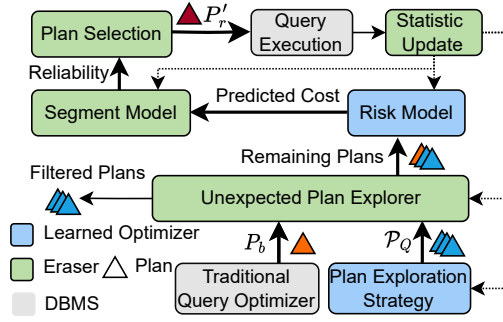 Plan Selection
P'_r
Query
Execution
Statistic
Update
Reliability
Segment Model
Predicted Cost
Risk Model
Remaining Plans
Filtered Plans
Unexpected Plan Explorer
Learned Optimizer
Eraser
Plan
DBMS
P_b
𝒫_Q
Traditional
Query Optimizer
Plan Exploration
Strategy